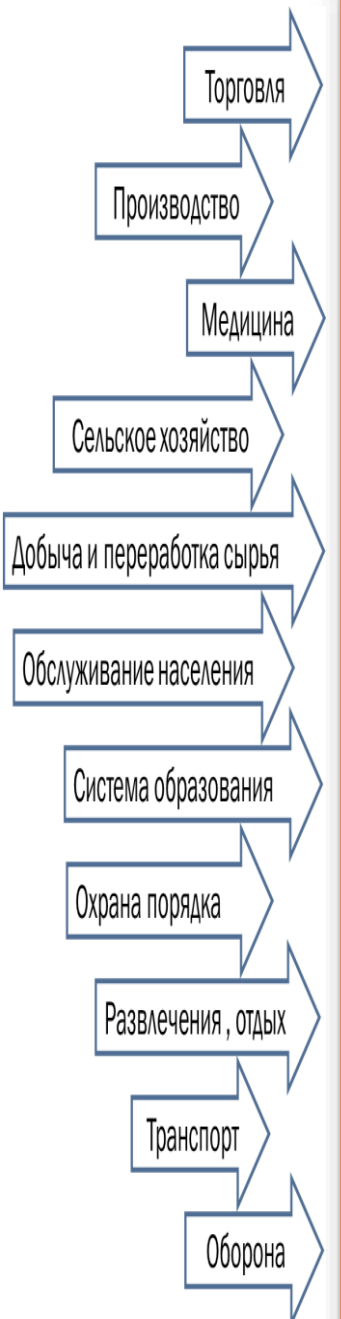 Торговля
Производство
Медицина
Сельское хозяйство
Добыча и переработка сырья
Обслуживание населения
Система образования
Охрана порядка
Развлечения , отдых
Транспорт
Оборона